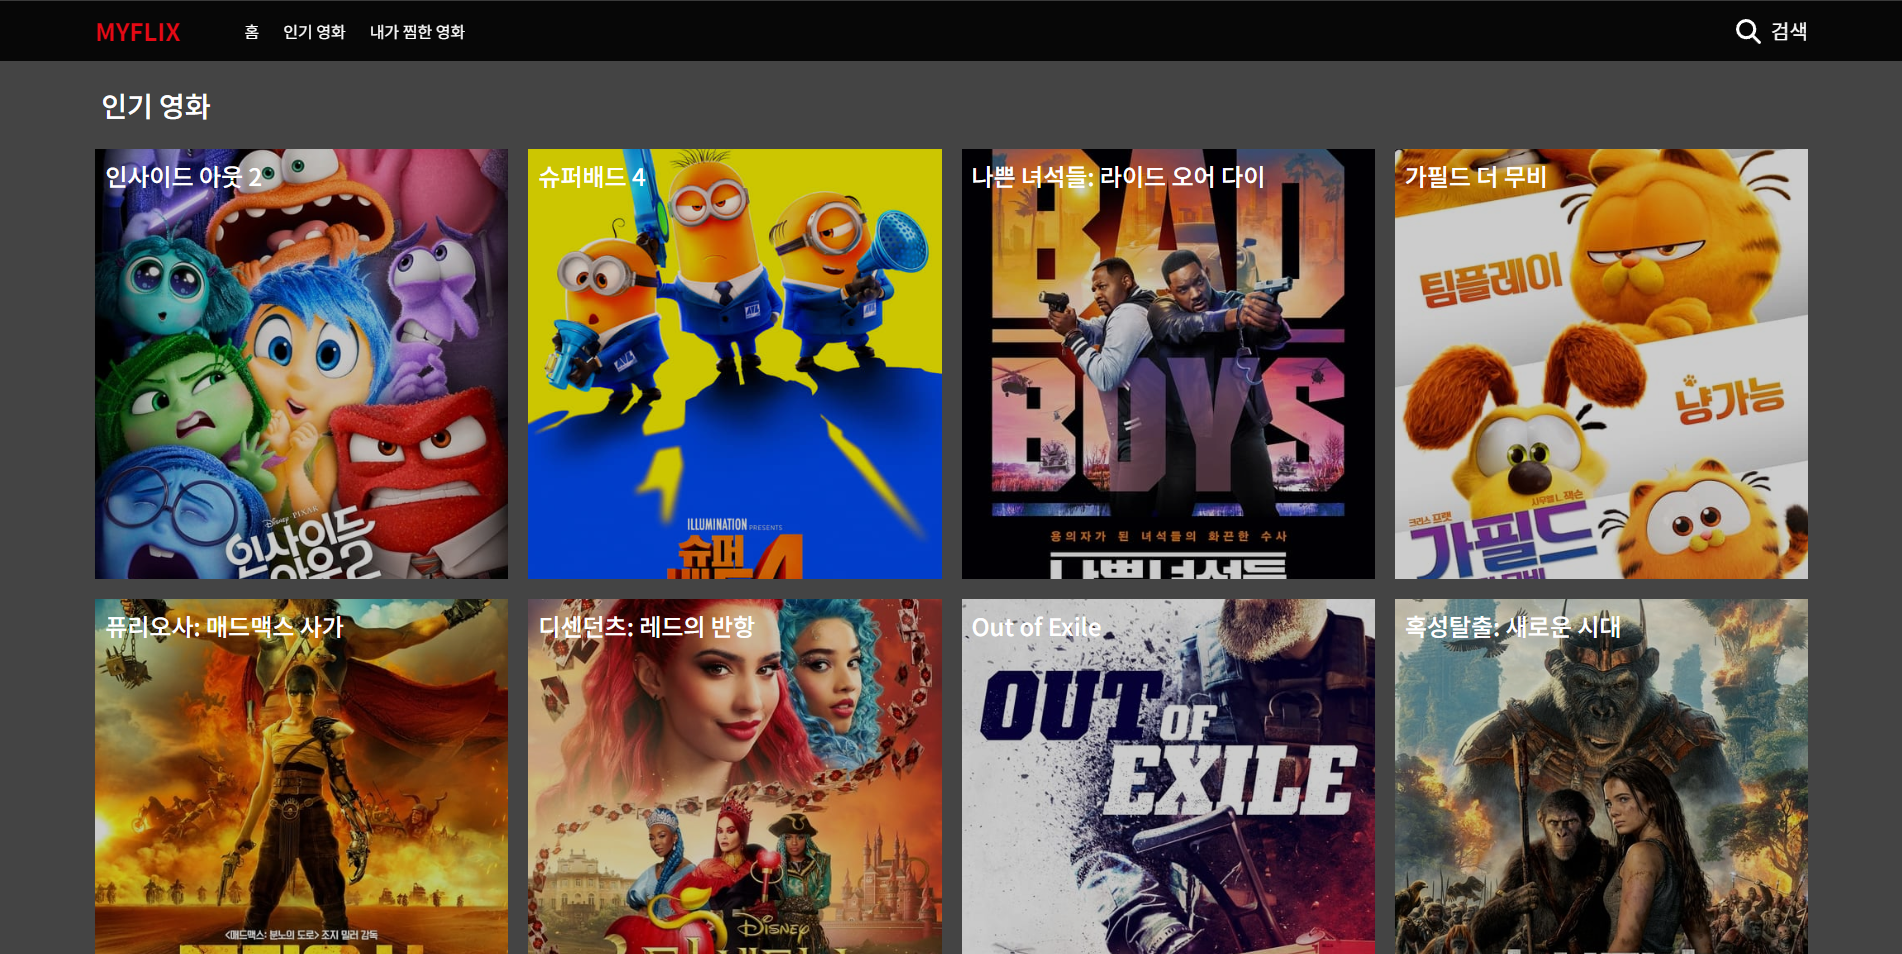 MYFLIX 홈 인기 영화 내가 찜한 영화 검색
인기 영화
인사이드 아웃 2
Disney PIXAR
인사이드
아웃2
슈퍼배드 4
ILLUMINATION PRESENTS
슈퍼
배드 4
나쁜 녀석들: 라이드 오어 다이
BAD
BOYS
용의자가 된 녀석들의 화끈한 수사
나쁜녀석들
가필드 더 무비
팀플레이
냥가능
크리스 프랫
사무엘 L. 잭슨
가필드
더 무비
퓨리오사: 매드맥스 사가
<매드맥스: 분노의 도로> 조지 밀러 감독
디센던츠: 레드의 반항
Disney
Out of Exile
OUT
OF
EXILE
혹성탈출: 새로운 시대